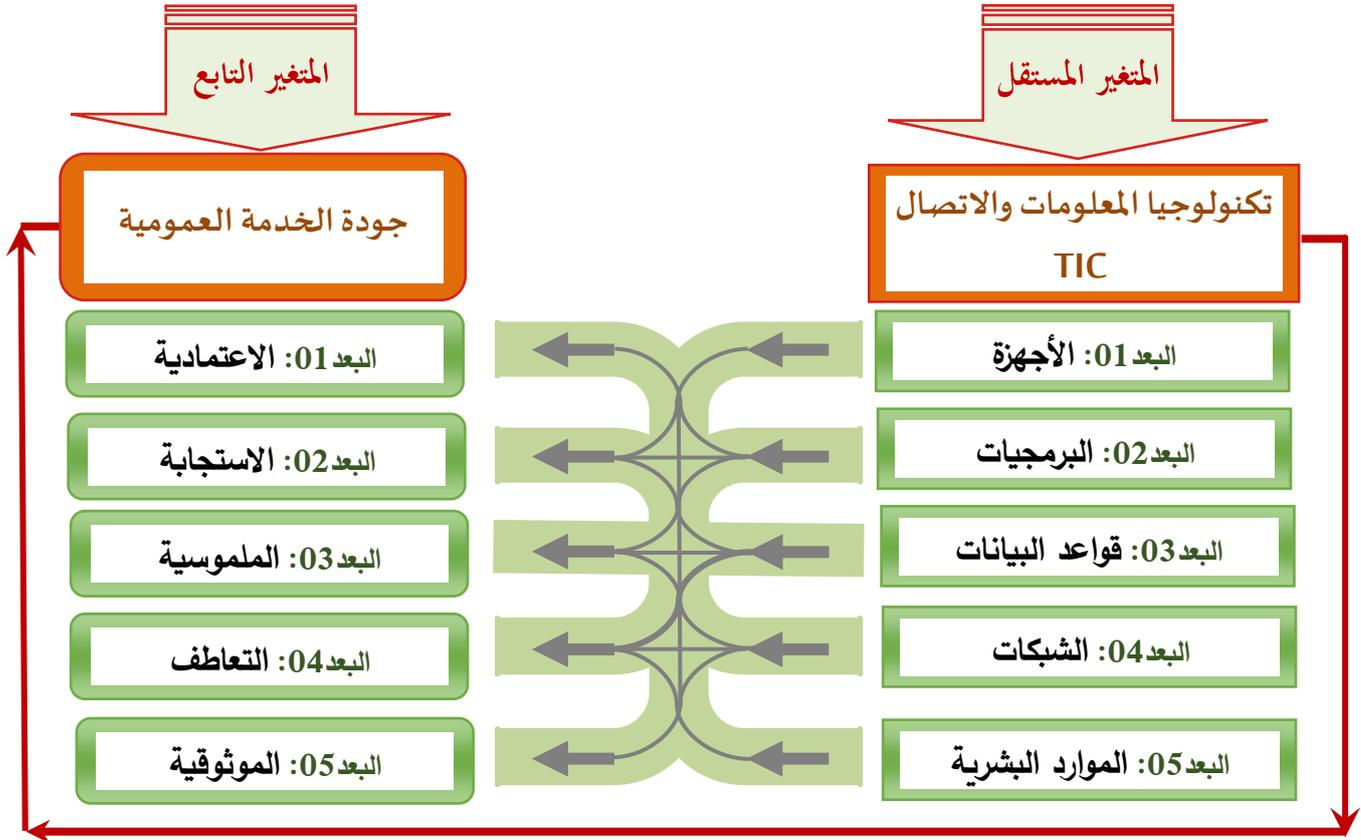 المتغير المستقل
المتغير التابع
تكنولوجيا المعلومات والاتصال
TIC
جودة الخدمة العمومية
البعد01: الأجهزة
البعد01: الاعتمادية
البعد02: البرمجيات
البعد02: الاستجابة
البعد03: قواعد البيانات
البعد03: الملموسية
البعد04: الشبكات
البعد04: التعاطف
البعد05: الموارد البشرية
البعد05: الموثوقية